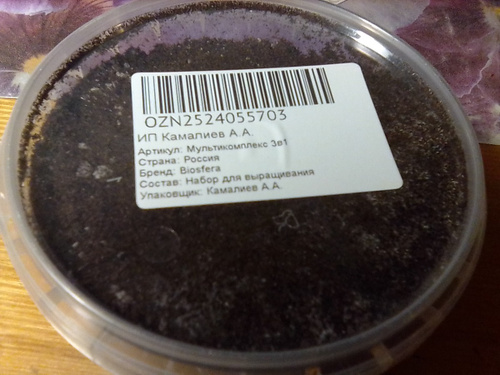 OZN2524055703
ИП Камалиев А.А.
Артикул: Мультикомплекс 3в1
Страна: Россия
Бренд: Biosfera
Состав: Набор для выращивания
Упаковщик: Камалиев А.А.